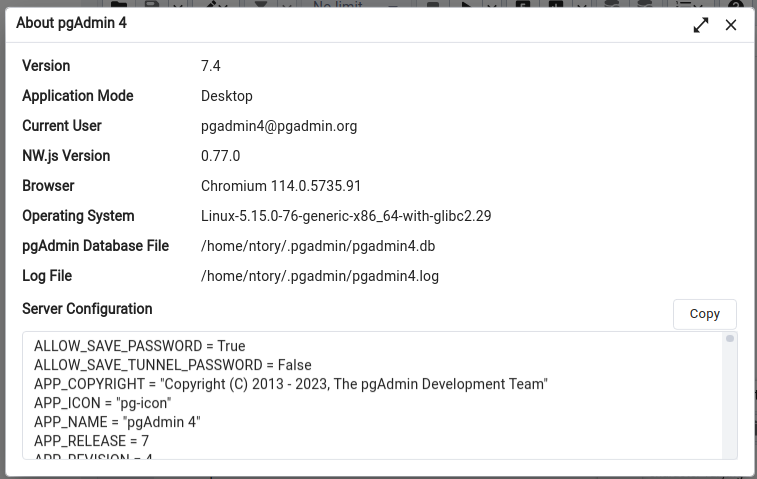 No limit
About pgAdmin 4
Version 7.4
Application Mode Desktop
Current User pgadmin4@pgadmin.org
NW.js Version 0.77.0
Browser Chromium 114.0.5735.91
Operating System Linux-5.15.0-76-generic-x86_64-with-glibc2.29
pgAdmin Database File /home/ntory/.pgadmin/pgadmin4.db
Log File /home/ntory/.pgadmin/pgadmin4.log
Server Configuration
Copy
ALLOW_SAVE_PASSWORD = True
ALLOW_SAVE_TUNNEL_PASSWORD = False
APP_COPYRIGHT = "Copyright (C) 2013 - 2023, The pgAdmin Development Team"
APP_ICON = "pg-icon"
APP_NAME = "pgAdmin 4"
APP_RELEASE = 7
APP_REVISION = 4